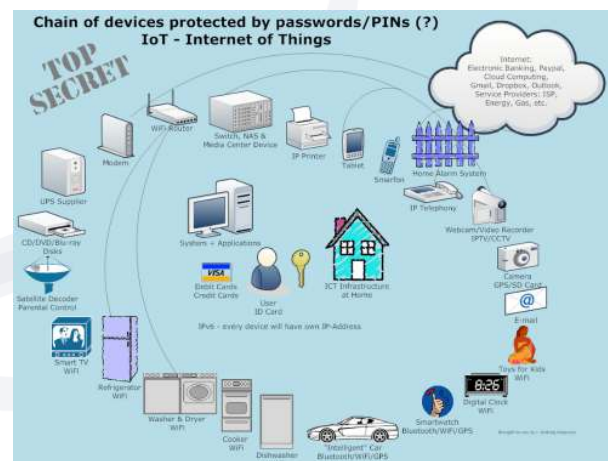 Chain of devices protected by passwords/PINs (?)
IoT - Internet of Things
TOP
SECRET
Internet:
Electronic Banking, Paypal,
Cloud Computing,
Gmail, Dropbox, Outlook,
Service Providers: ISP,
Energy, Gas, etc.
WiFi Router
Switch, NAS &
Media Center Device
IP Printer
Tablet
Smarfon
Home Alarm System
Modem
UPS Supplier
IP Telephony
Webcam/Video Recorder
IPTV/CCTV
CD/DVD/Blu-ray
Disks
System + Applications
Camera
GPS/SD Card
Satellite Decoder
Parental Control
VISA
Debit Cards
Credit Cards
User
ID Card
ICT Infrastructure
at Home
@
E-mail
IPv6 - every device will have own IP-Address
Smart TV
WiFi
Refrigerator
WiFi
Toys for Kids
WiFi
8:26
Digital Clock
WiFi
Washer & Dryer
WiFi
Cooker
WiFi
Dishwasher
"Intelligent" Car
Bluetooth/WiFi/GPS
Smartwatch
Bluetooth/WiFi/GPS